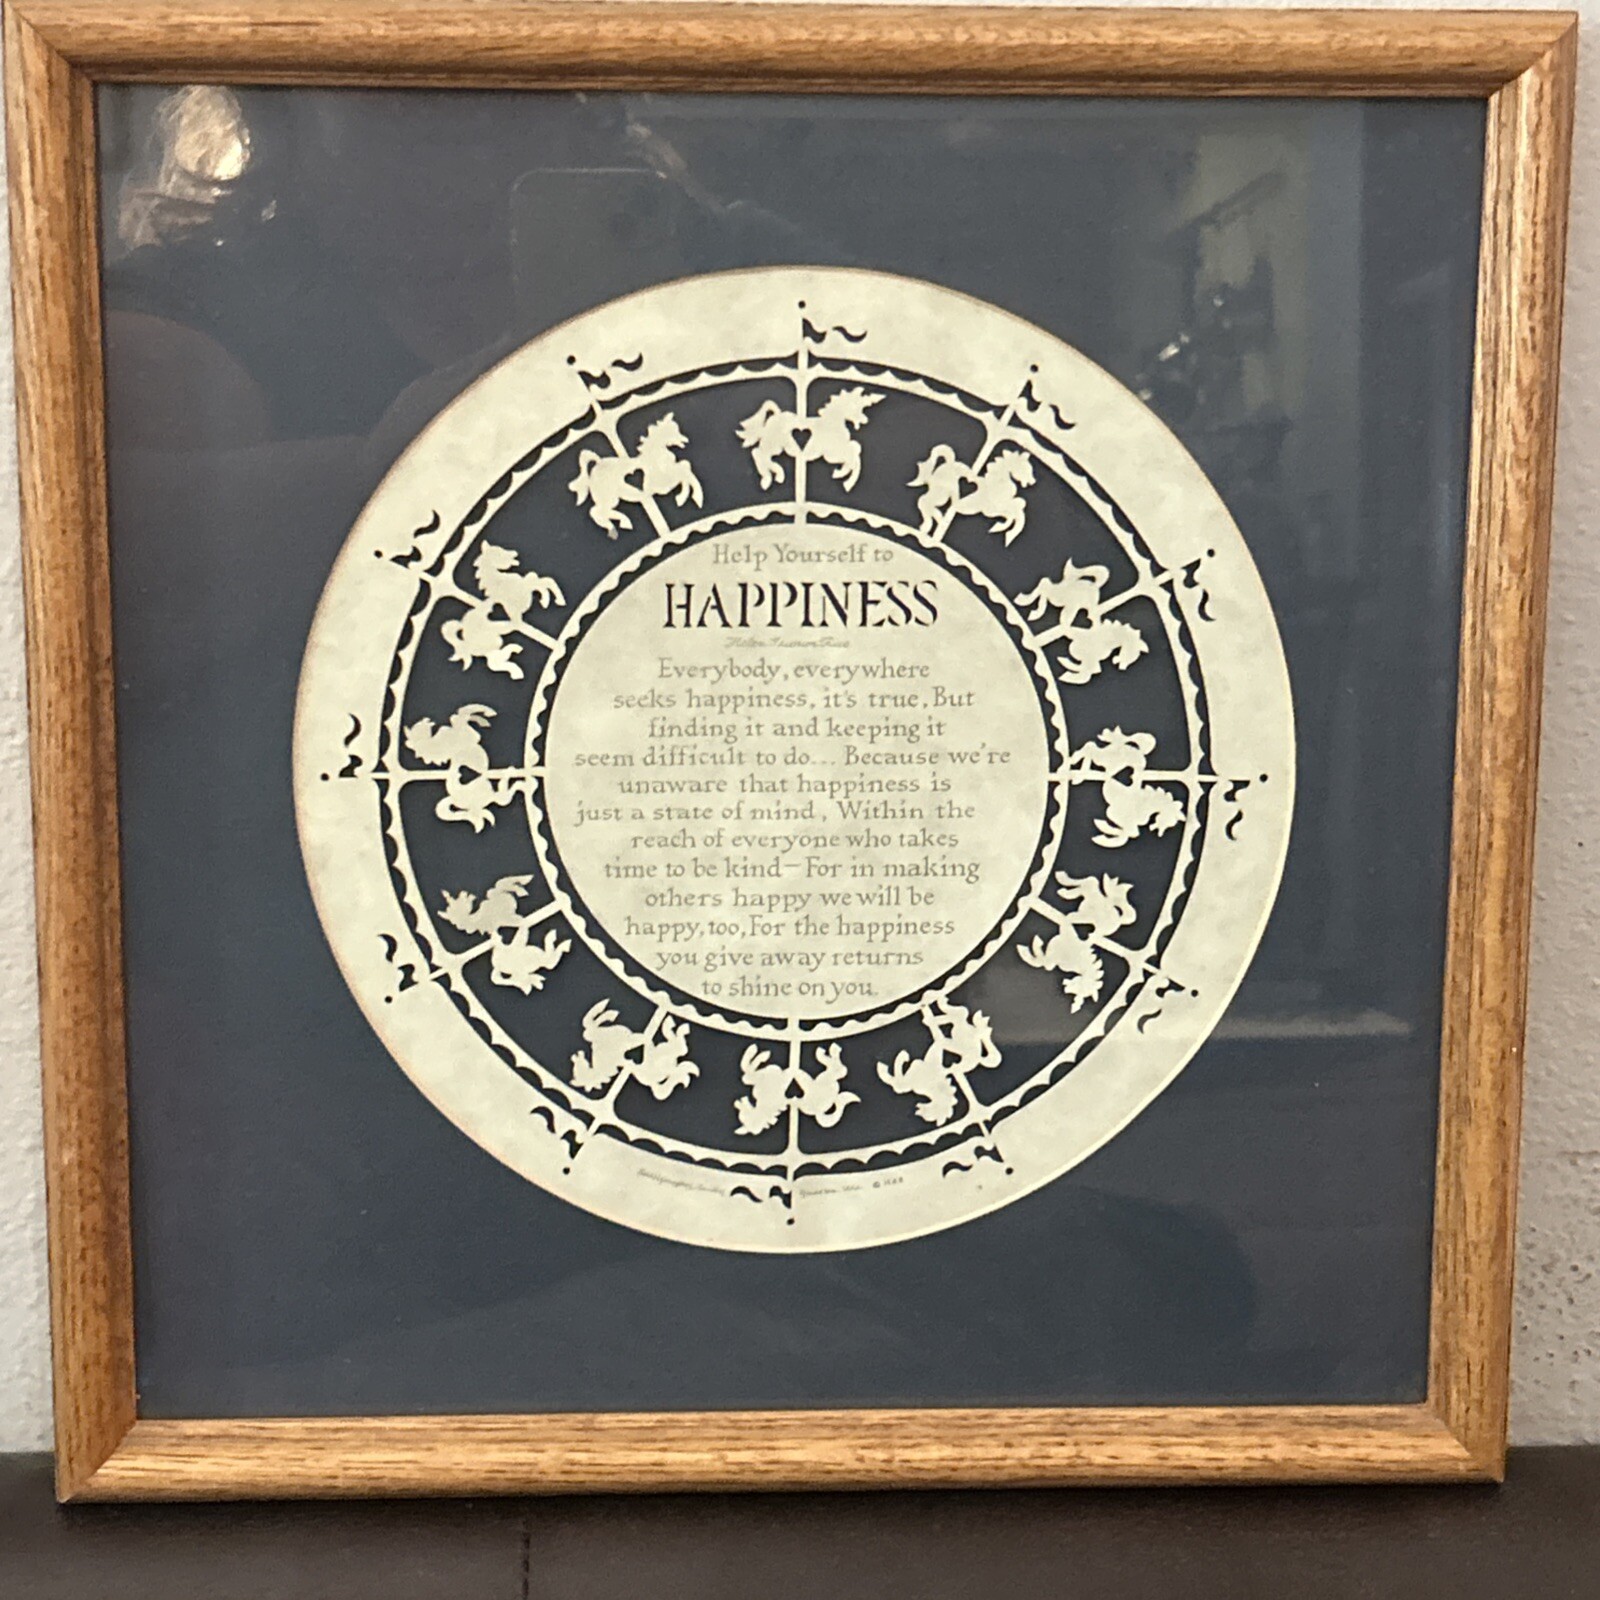 Help Yourself to
HAPPINESS
Helen Steiner Rice
Everybody, everywhere
seeks happiness, it's true, But
finding it and keeping it
seem difficult to do... Because we're
unaware that happiness is
just a state of mind, Within the
reach of everyone who takes
time to be kind—For in making
others happy we will be
happy, too, For the happiness
you give away returns
to shine on you.
©